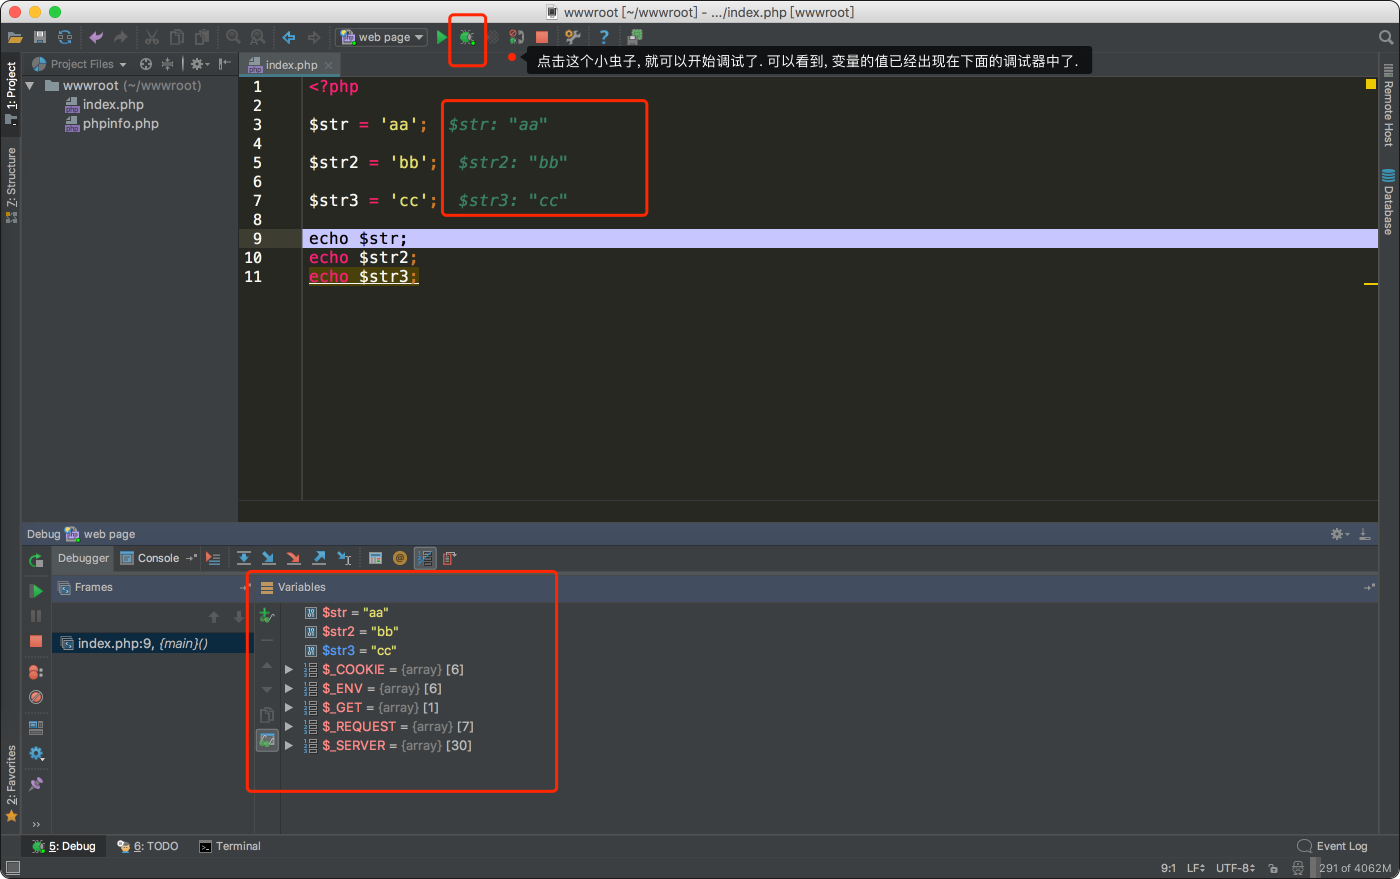 wwwroot [~/wwwroot] - .../index.php [wwwroot]
web page
点击这个小虫子, 就可以开始调试了. 可以看到, 变量的值已经出现在下面的调试器中了.
1: Project
Z: Structure
2: Favorites
Project Files
wwwroot (~/wwwroot)
index.php
phpinfo.php
index.php
1 <?php
2
3 $str = 'aa'; $str: "aa"
4
5 $str2 = 'bb'; $str2: "bb"
6
7 $str3 = 'cc'; $str3: "cc"
8
9 echo $str;
10 echo $str2;
11 echo $str3;
Remote Host
Database
Debug web page
Debugger Console
Frames
index.php:9, {main}()
Variables
$str = "aa"
$str2 = "bb"
$str3 = "cc"
$_COOKIE = {array} [6]
$_ENV = {array} [6]
$_GET = {array} [1]
$_REQUEST = {array} [7]
$_SERVER = {array} [30]
5: Debug 6: TODO Terminal Event Log
9:1 LF UTF-8 291 of 4062M